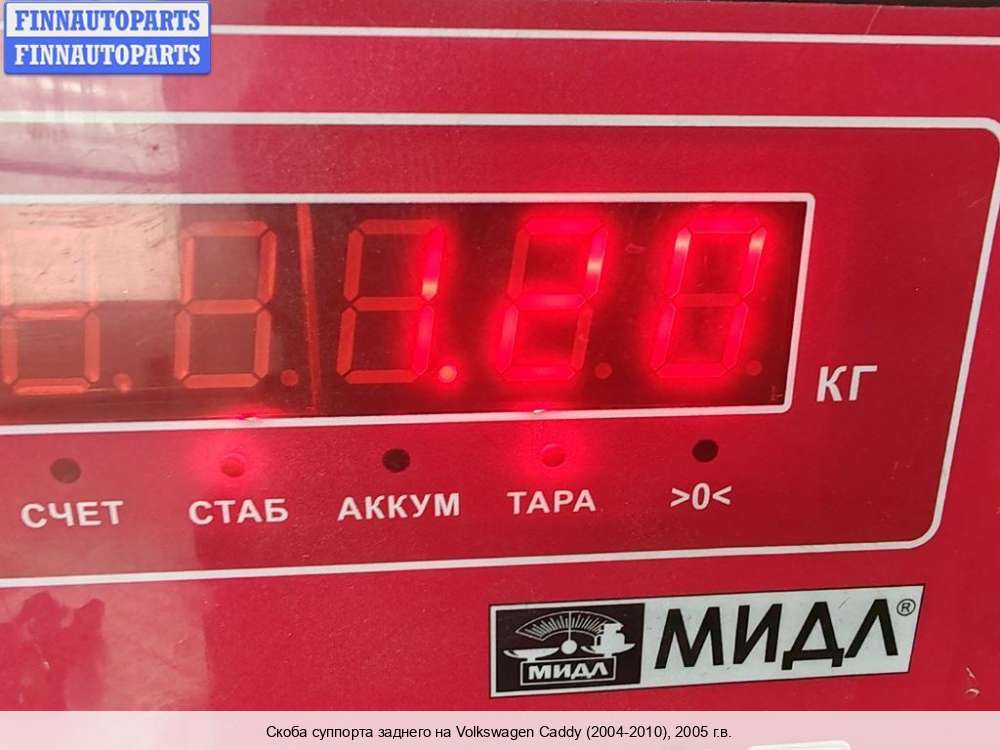 FINNAUTOPARTS
FINNAUTOPARTS
1.20
КГ
СЧЕТ СТАБ АККУМ ТАРА >0<
МИДЛ МИДЛ®
Скоба суппорта заднего на Volkswagen Caddy (2004-2010), 2005 г.в.